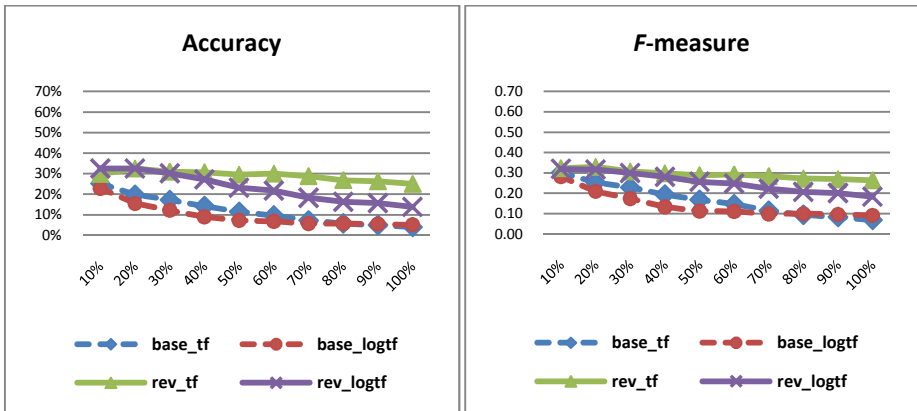 Accuracy
70%
60%
50%
40%
30%
20%
10%
0%
10% 20% 30% 40% 50% 60% 70% 80% 90% 100%
base_tf base_logtf
rev_tf rev_logtf
F-measure
0.70
0.60
0.50
0.40
0.30
0.20
0.10
0.00
10% 20% 30% 40% 50% 60% 70% 80% 90% 100%
base_tf base_logtf
rev_tf rev_logtf